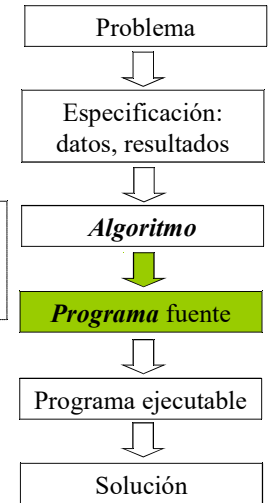 Problema
Especificación:
datos, resultados
Algoritmo
Programa fuente
Programa ejecutable
Solución